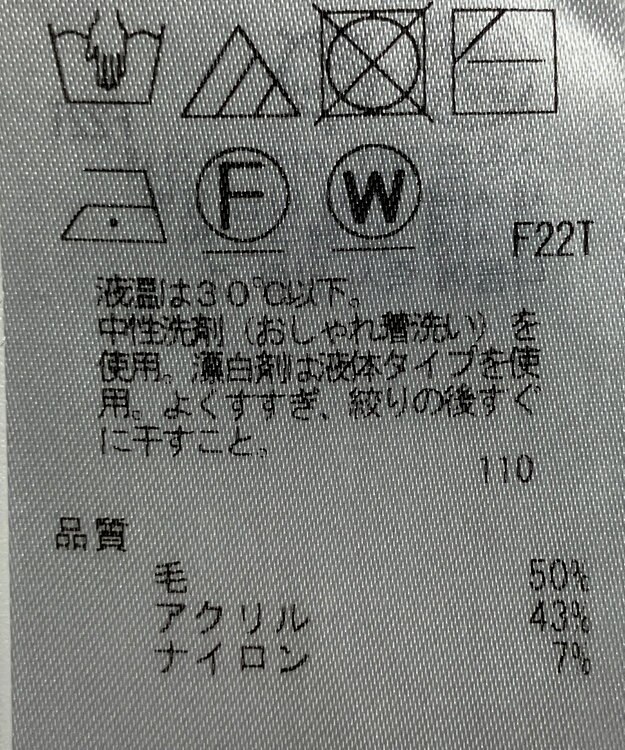 F W
F22T
液温は30℃以下。
中性洗剤（おしゃれ着洗い）を
使用。漂白剤は液体タイプを使
用。よくすすぎ、絞りの後すぐ
に干すこと。
110
品質
毛 50%
アクリル 43%
ナイロン 7%